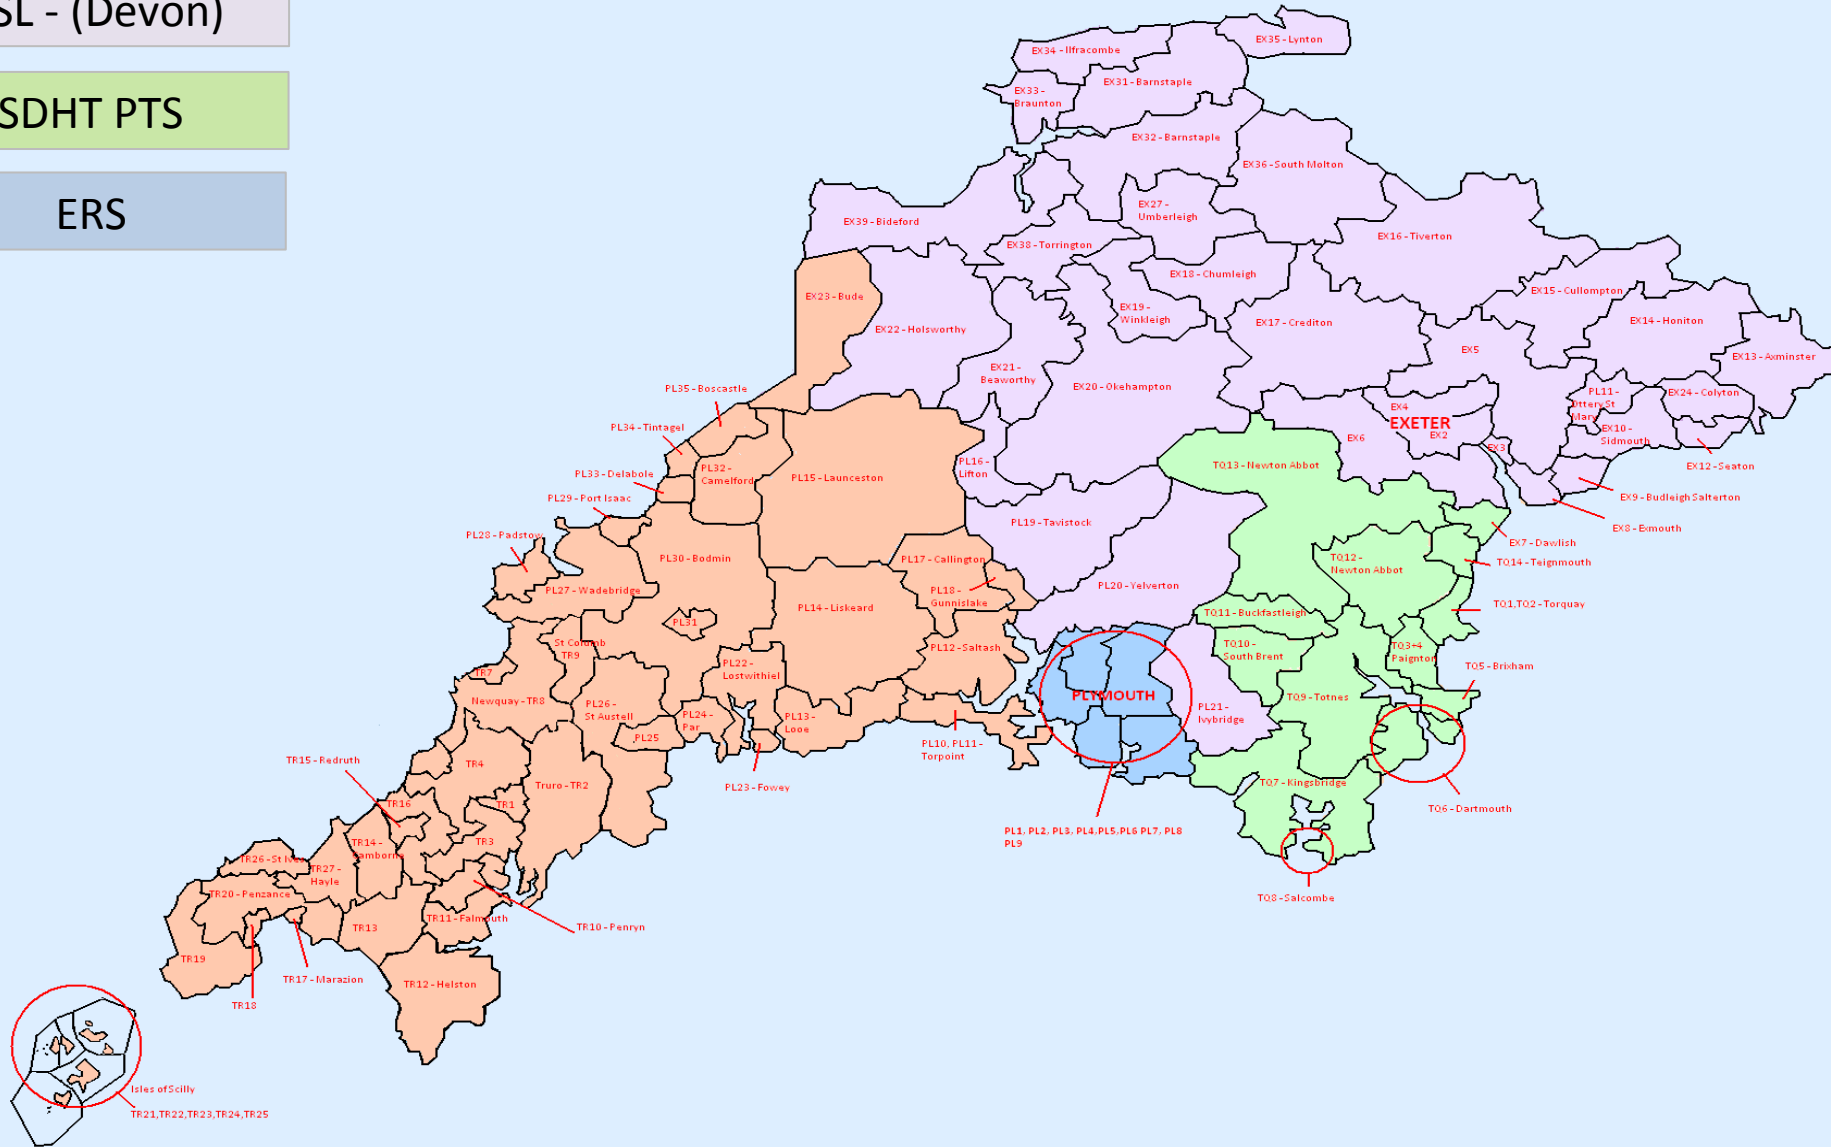 SL - (Devon)
SDHT PTS
ERS
EX35 - Lynton
EX34 - Ilfracombe
EX31 - Barnstaple
EX33 -
Braunton
EX32 - Barnstaple
EX36 - South Molton
EX27 -
Umberleigh
EX39 - Bideford
EX38 - Torrington
EX16 - Tiverton
EX18 - Chumleigh
EX23 - Bude
EX15 - Cullompton
EX19 -
Winkleigh
EX22 - Holsworthy
EX17 - Crediton
EX14 - Honiton
EX5
EX13 - Axminster
EX21 -
Beaworthy
EX20 - Okehampton
PL35 - Boscastle
PL11 -
Ottery St
Mary
EX24 - Colyton
EX4
EXETER
EX2
EX6
EX3
EX10 -
Sidmouth
PL34 - Tintagel
EX12 - Seaton
PL33 - Delabole
PL32 -
Camelford
PL15 - Launceston
PL16 -
Lifton
TQ13 - Newton Abbot
PL29 - Port Isaac
EX9 - Budleigh Salterton
EX8 - Exmouth
PL28 - Padstow
PL19 - Tavistock
EX7 - Dawlish
PL30 - Bodmin
PL17 - Callington
TQ12 -
Newton Abbot
TQ14 - Teignmouth
PL27 - Wadebridge
PL18 -
Gunnislake
PL20 - Yelverton
PL14 - Liskeard
TQ1,TQ2 - Torquay
TQ11 - Buckfastleigh
PL31
St Columb
TR9
PL12 - Saltash
TQ10 -
South Brent
TQ3+4
Paignton
TQ5 - Brixham
TR7
PL22 -
Lostwithiel
Newquay - TR8
PL26 -
St Austell
PLYMOUTH
TQ9 - Totnes
PL24 -
Par
PL13 -
Looe
PL21 -
Ivybridge
PL25
PL10, PL11 -
Torpoint
TR15 - Redruth
TR4
Truro - TR2
PL23 - Fowey
TQ7 - Kingsbridge
TR16
TR1
TQ6 - Dartmouth
PL1, PL2, PL3, PL4,PL5,PL6 PL7, PL8
PL9
TR14 -
Camborne
TR3
TR26 - St Ives
TR27 -
Hayle
TR20 - Penzance
TQ8 - Salcombe
TR11 - Falmouth
TR13
TR10 - Penryn
TR19
TR17 - Marazion
TR12 - Helston
TR18
Isles of Scilly
TR21,TR22,TR23,TR24,TR25